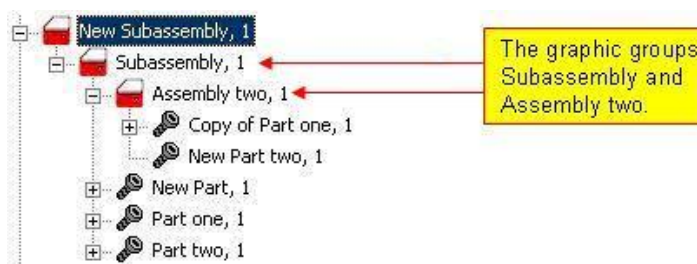 New Subassembly, 1
Subassembly, 1
Assembly two, 1
Copy of Part one, 1
New Part two, 1
New Part, 1
Part one, 1
Part two, 1
The graphic groups
Subassembly and
Assembly two.